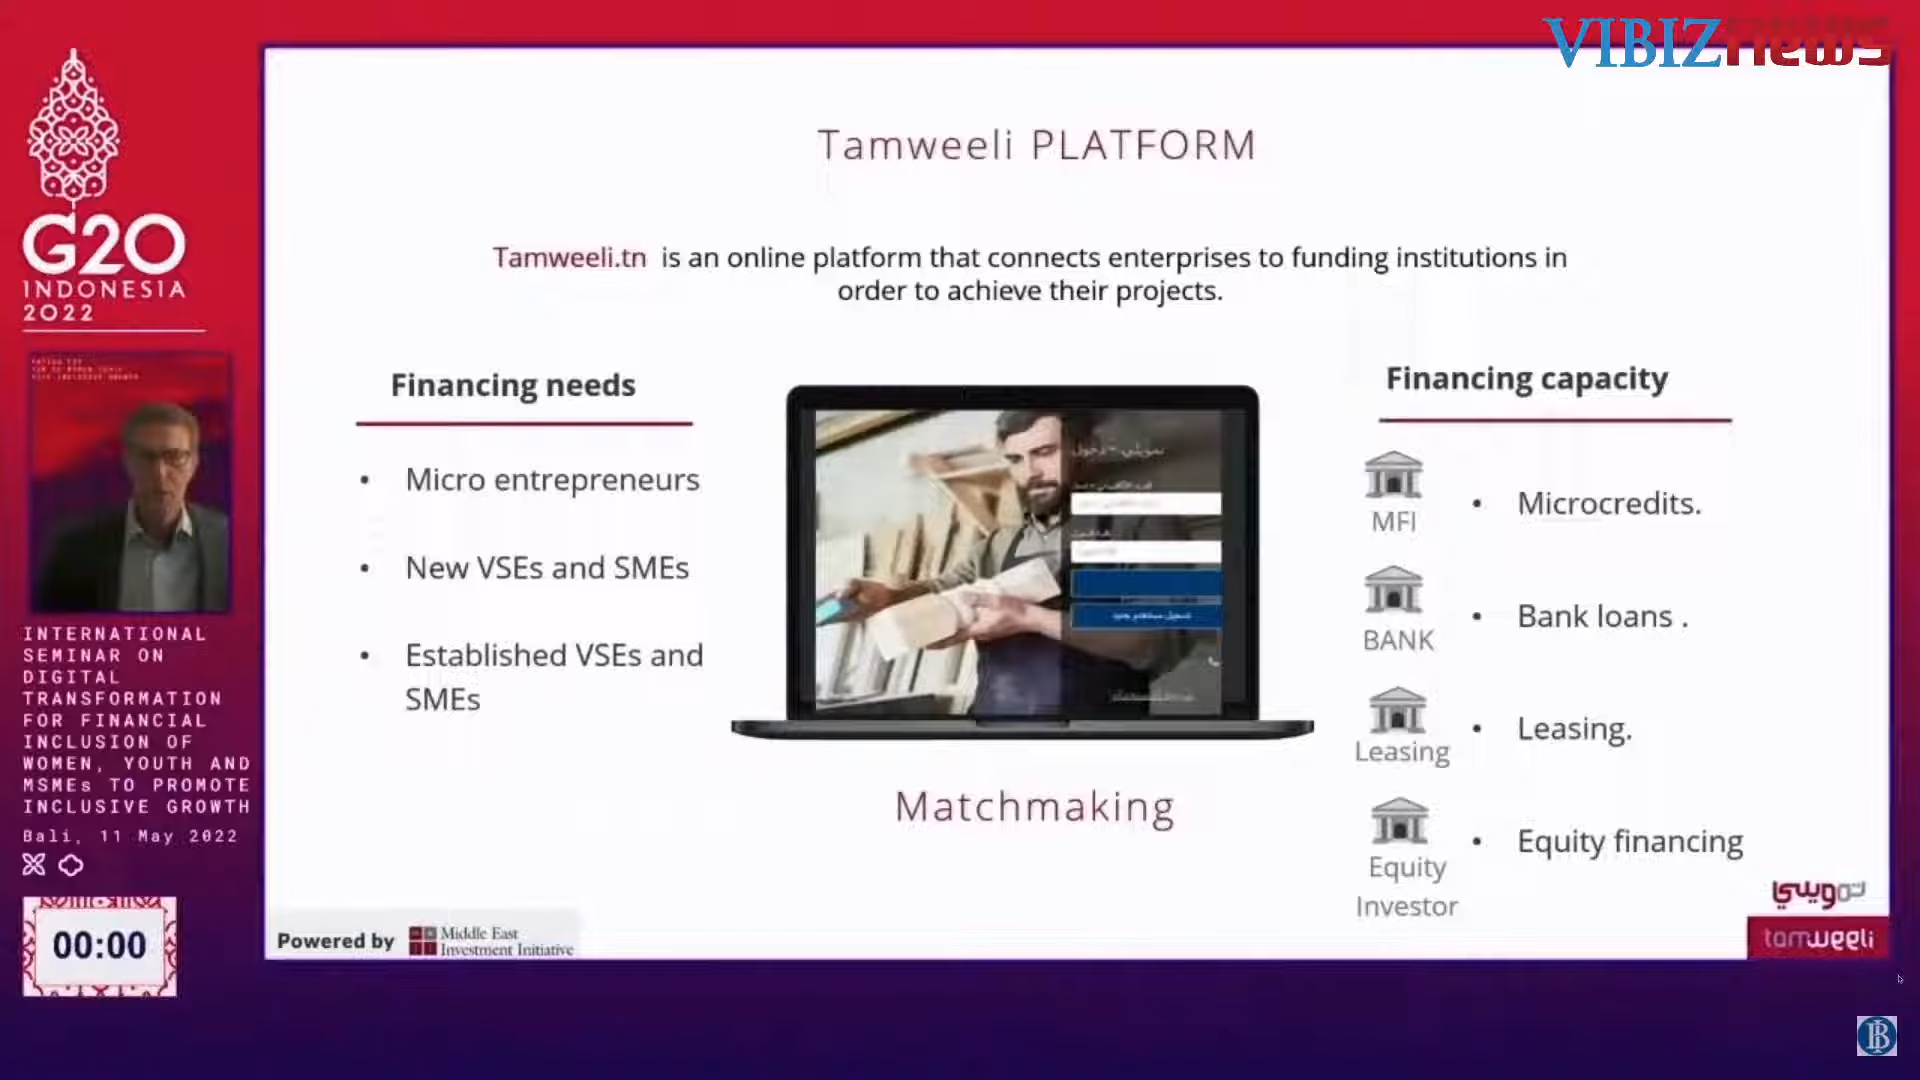 VIBIZnews
G20
INDONESIA
2022
INTERNATIONAL
SEMINAR ON
DIGITAL
TRANSFORMATION
FOR FINANCIAL
INCLUSION OF
WOMEN, YOUTH AND
MSMEs TO PROMOTE
INCLUSIVE GROWTH
Bali, 11 May 2022
00:00
Tamweeli PLATFORM
Tamweeli.tn is an online platform that connects enterprises to funding institutions in
order to achieve their projects.
Financing needs
• Micro entrepreneurs
• New VSEs and SMEs
• Established VSEs and
SMEs
تسجيل مستخدم جديد
Matchmaking
Financing capacity
MFI
• Microcredits.
BANK
• Bank loans .
Leasing
• Leasing.
Equity
Investor
• Equity financing
Powered by
Middle East
Investment Initiative
تمويلي
tamweeli